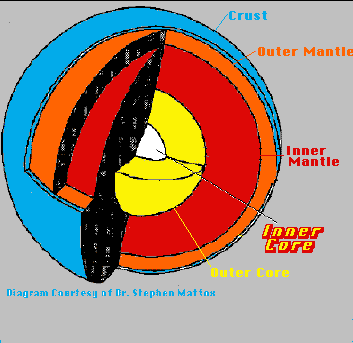 Crust
Outer Mantle
Inner
Mantle
Inner
Core
Outer Core
Diagram Courtesy of Dr. Stephen Mattox